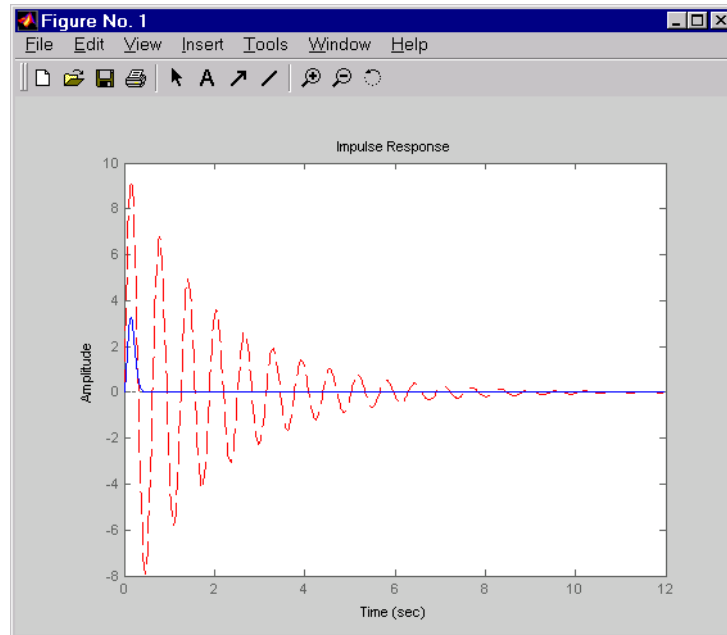 Figure No. 1
File Edit View Insert Tools Window Help
A
Impulse Response
10
8
6
4
2
0
-2
-4
-6
-8
Amplitude
0 2 4 6 8 10 12
Time (sec)